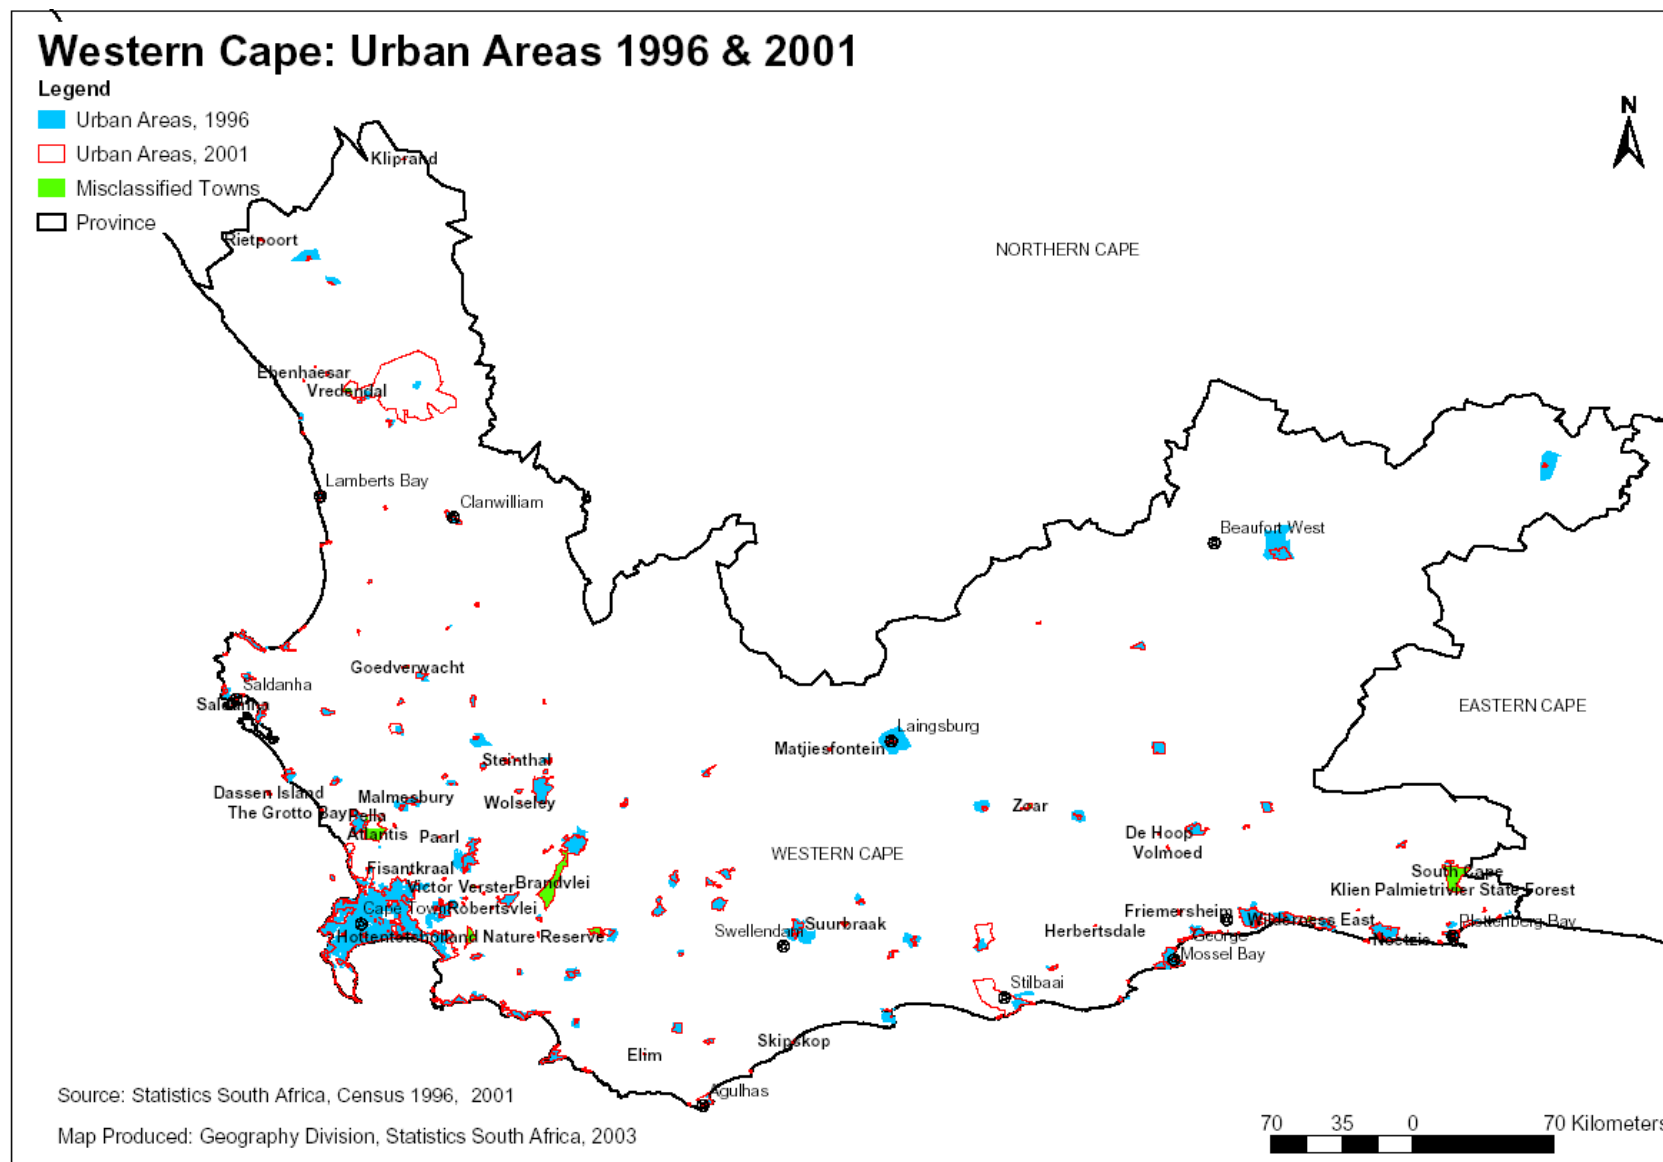 Western Cape: Urban Areas 1996 & 2001
Legend
Urban Areas, 1996
Urban Areas, 2001
Misclassified Towns
Province
N
Kliprand
Rietpoort
NORTHERN CAPE
Ebenhaesar
Vredendal
Lamberts Bay
Clanwilliam
Beaufort West
Goedverwacht
Saldanha
Saldanha
EASTERN CAPE
Laingsburg
Matjiesfontein
Steinthal
Dassen Island
Malmesbury
Wolseley
The Grotto Bay
Pella
Zoar
Atlantis
Paarl
De Hoop
Volmoed
WESTERN CAPE
Fisantkraal
South Cape
Victor Verster
Brandvlei
Klien Palmietrivier State Forest
Cape Town
Robertsvlei
Friemersheim
Wilderness East
Plettenberg Bay
Swellendam
Suurbraak
Herbertsdale
Hottentotsholland Nature Reserve
George
Noetzie
Mossel Bay
Stilbaai
Skipskop
Elim
Agulhas
Source: Statistics South Africa, Census 1996, 2001
Map Produced: Geography Division, Statistics South Africa, 2003
70 35 0 70 Kilometers